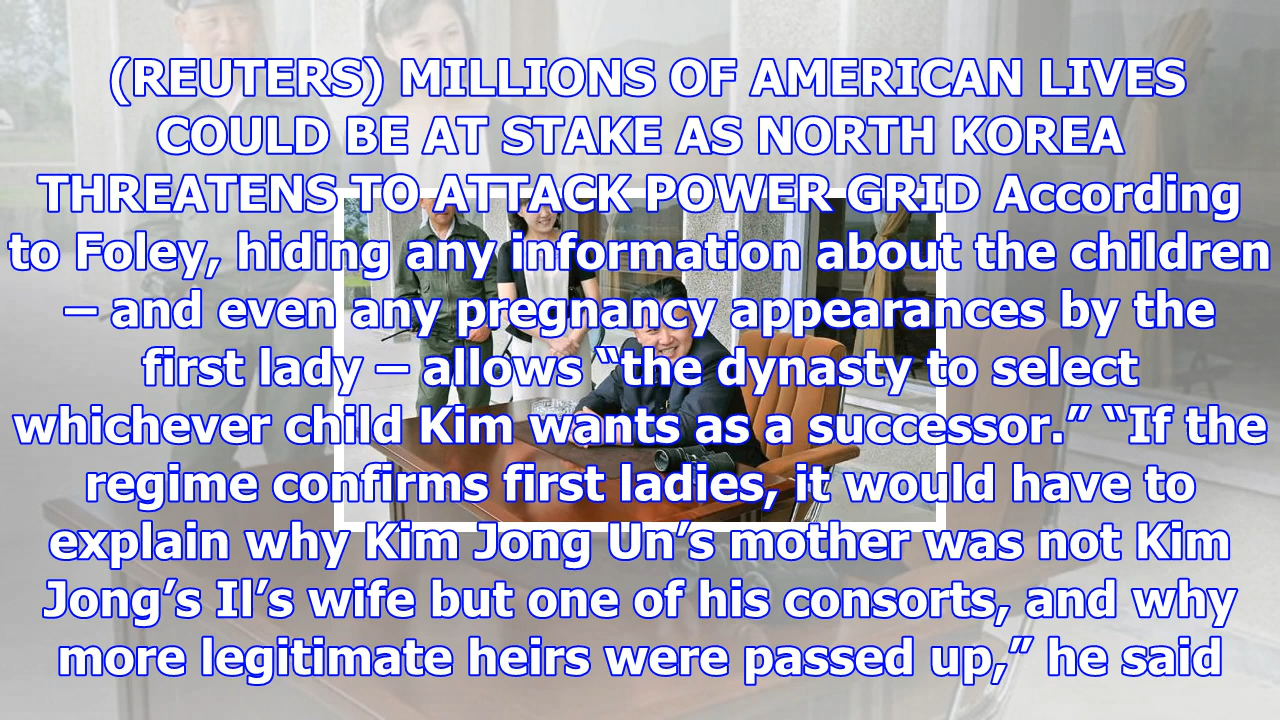 (REUTERS) MILLIONS OF AMERICAN LIVES
COULD BE AT STAKE AS NORTH KOREA
THREATENS TO ATTACK POWER GRID According
to Foley, hiding any information about the children
– and even any pregnancy appearances by the
first lady – allows “the dynasty to select
whichever child Kim wants as a successor.” “If the
regime confirms first ladies, it would have to
explain why Kim Jong Un’s mother was not Kim
Jong’s Il’s wife but one of his consorts, and why
more legitimate heirs were passed up,” he said